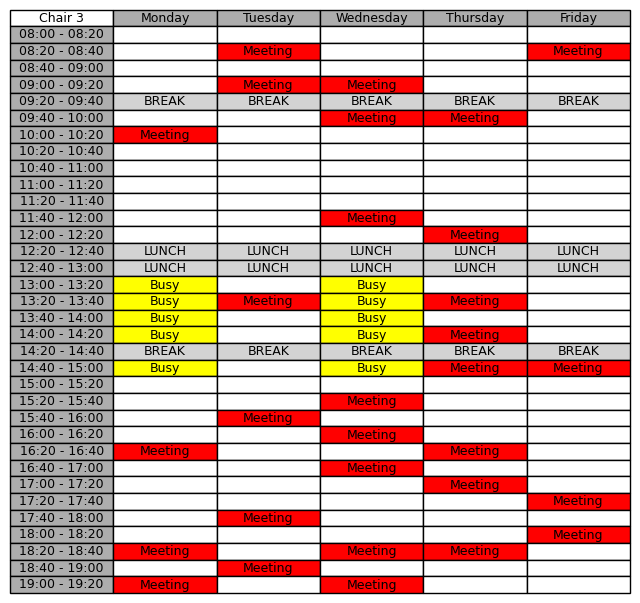 Chair 3 Monday Tuesday Wednesday Thursday Friday
08:00 - 08:20
08:20 - 08:40 Meeting Meeting
08:40 - 09:00
09:00 - 09:20 Meeting Meeting
09:20 - 09:40 BREAK BREAK BREAK BREAK BREAK
09:40 - 10:00 Meeting Meeting
10:00 - 10:20 Meeting
10:20 - 10:40
10:40 - 11:00
11:00 - 11:20
11:20 - 11:40
11:40 - 12:00 Meeting
12:00 - 12:20 Meeting
12:20 - 12:40 LUNCH LUNCH LUNCH LUNCH LUNCH
12:40 - 13:00 LUNCH LUNCH LUNCH LUNCH LUNCH
13:00 - 13:20 Busy Busy
13:20 - 13:40 Busy Meeting Busy Meeting
13:40 - 14:00 Busy Busy
14:00 - 14:20 Busy Busy Meeting
14:20 - 14:40 BREAK BREAK BREAK BREAK BREAK
14:40 - 15:00 Busy Busy Meeting Meeting
15:00 - 15:20
15:20 - 15:40 Meeting
15:40 - 16:00 Meeting
16:00 - 16:20 Meeting
16:20 - 16:40 Meeting Meeting
16:40 - 17:00 Meeting
17:00 - 17:20 Meeting
17:20 - 17:40 Meeting
17:40 - 18:00 Meeting
18:00 - 18:20 Meeting
18:20 - 18:40 Meeting Meeting Meeting
18:40 - 19:00 Meeting
19:00 - 19:20 Meeting Meeting